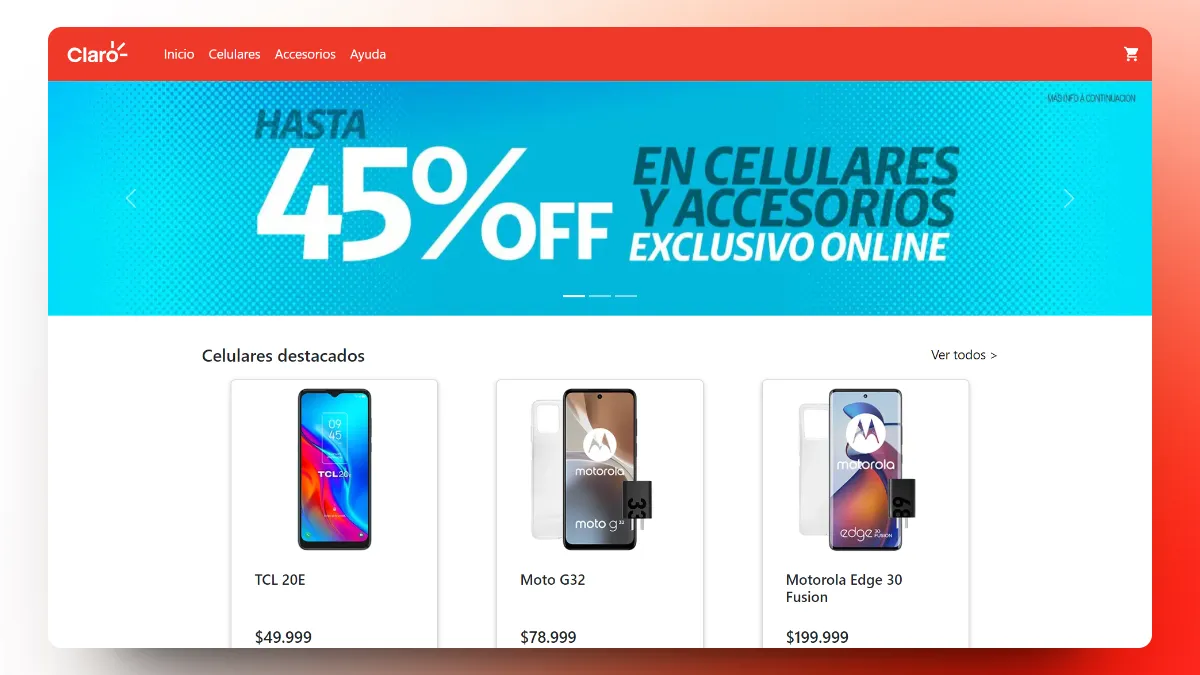 Claro
Inicio
Celulares
Accesorios
Ayuda
MAS INFO A CONTINUACION
HASTA
45%OFF
EN CELULARES
Y ACCESORIOS
EXCLUSIVO ONLINE
Celulares destacados
Ver todos >
09
45
TCL 20E
motorola
moto g32
33
motorola
edge 30
FUSION
68
TCL 20E
Moto G32
Motorola Edge 30
Fusion
$49.999
$78.999
$199.999